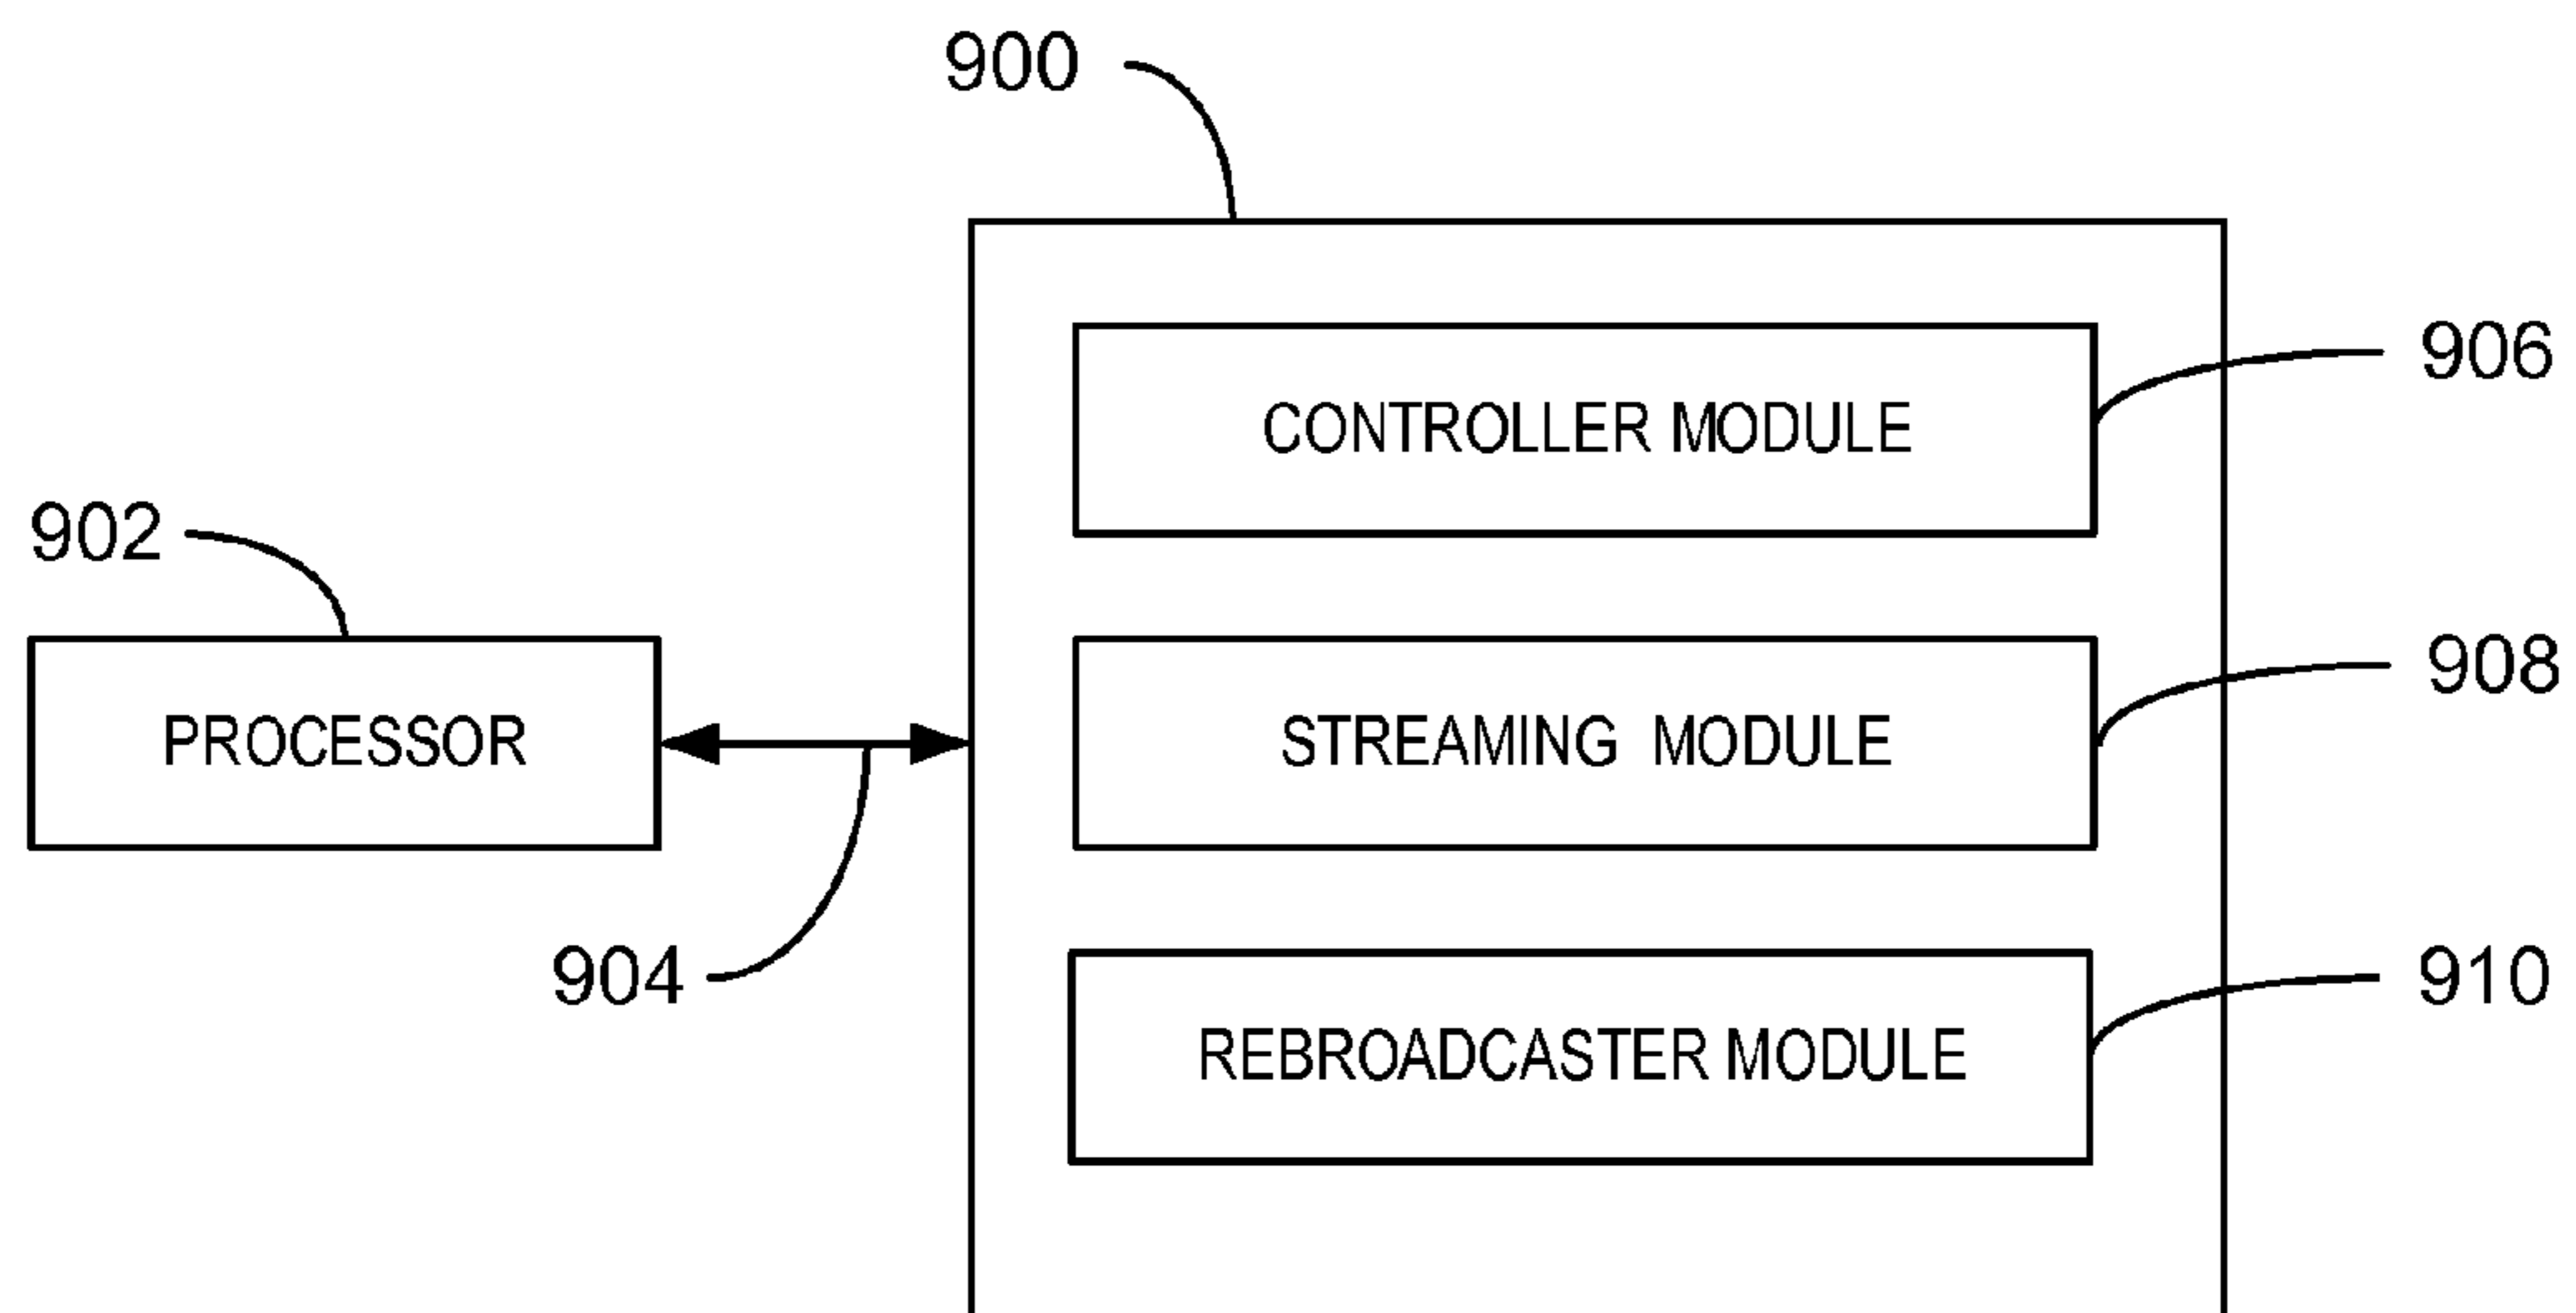 900
906
CONTROLLER MODULE
902
908
PROCESSOR
STREAMING MODULE
904
910
REBROADCASTER MODULE